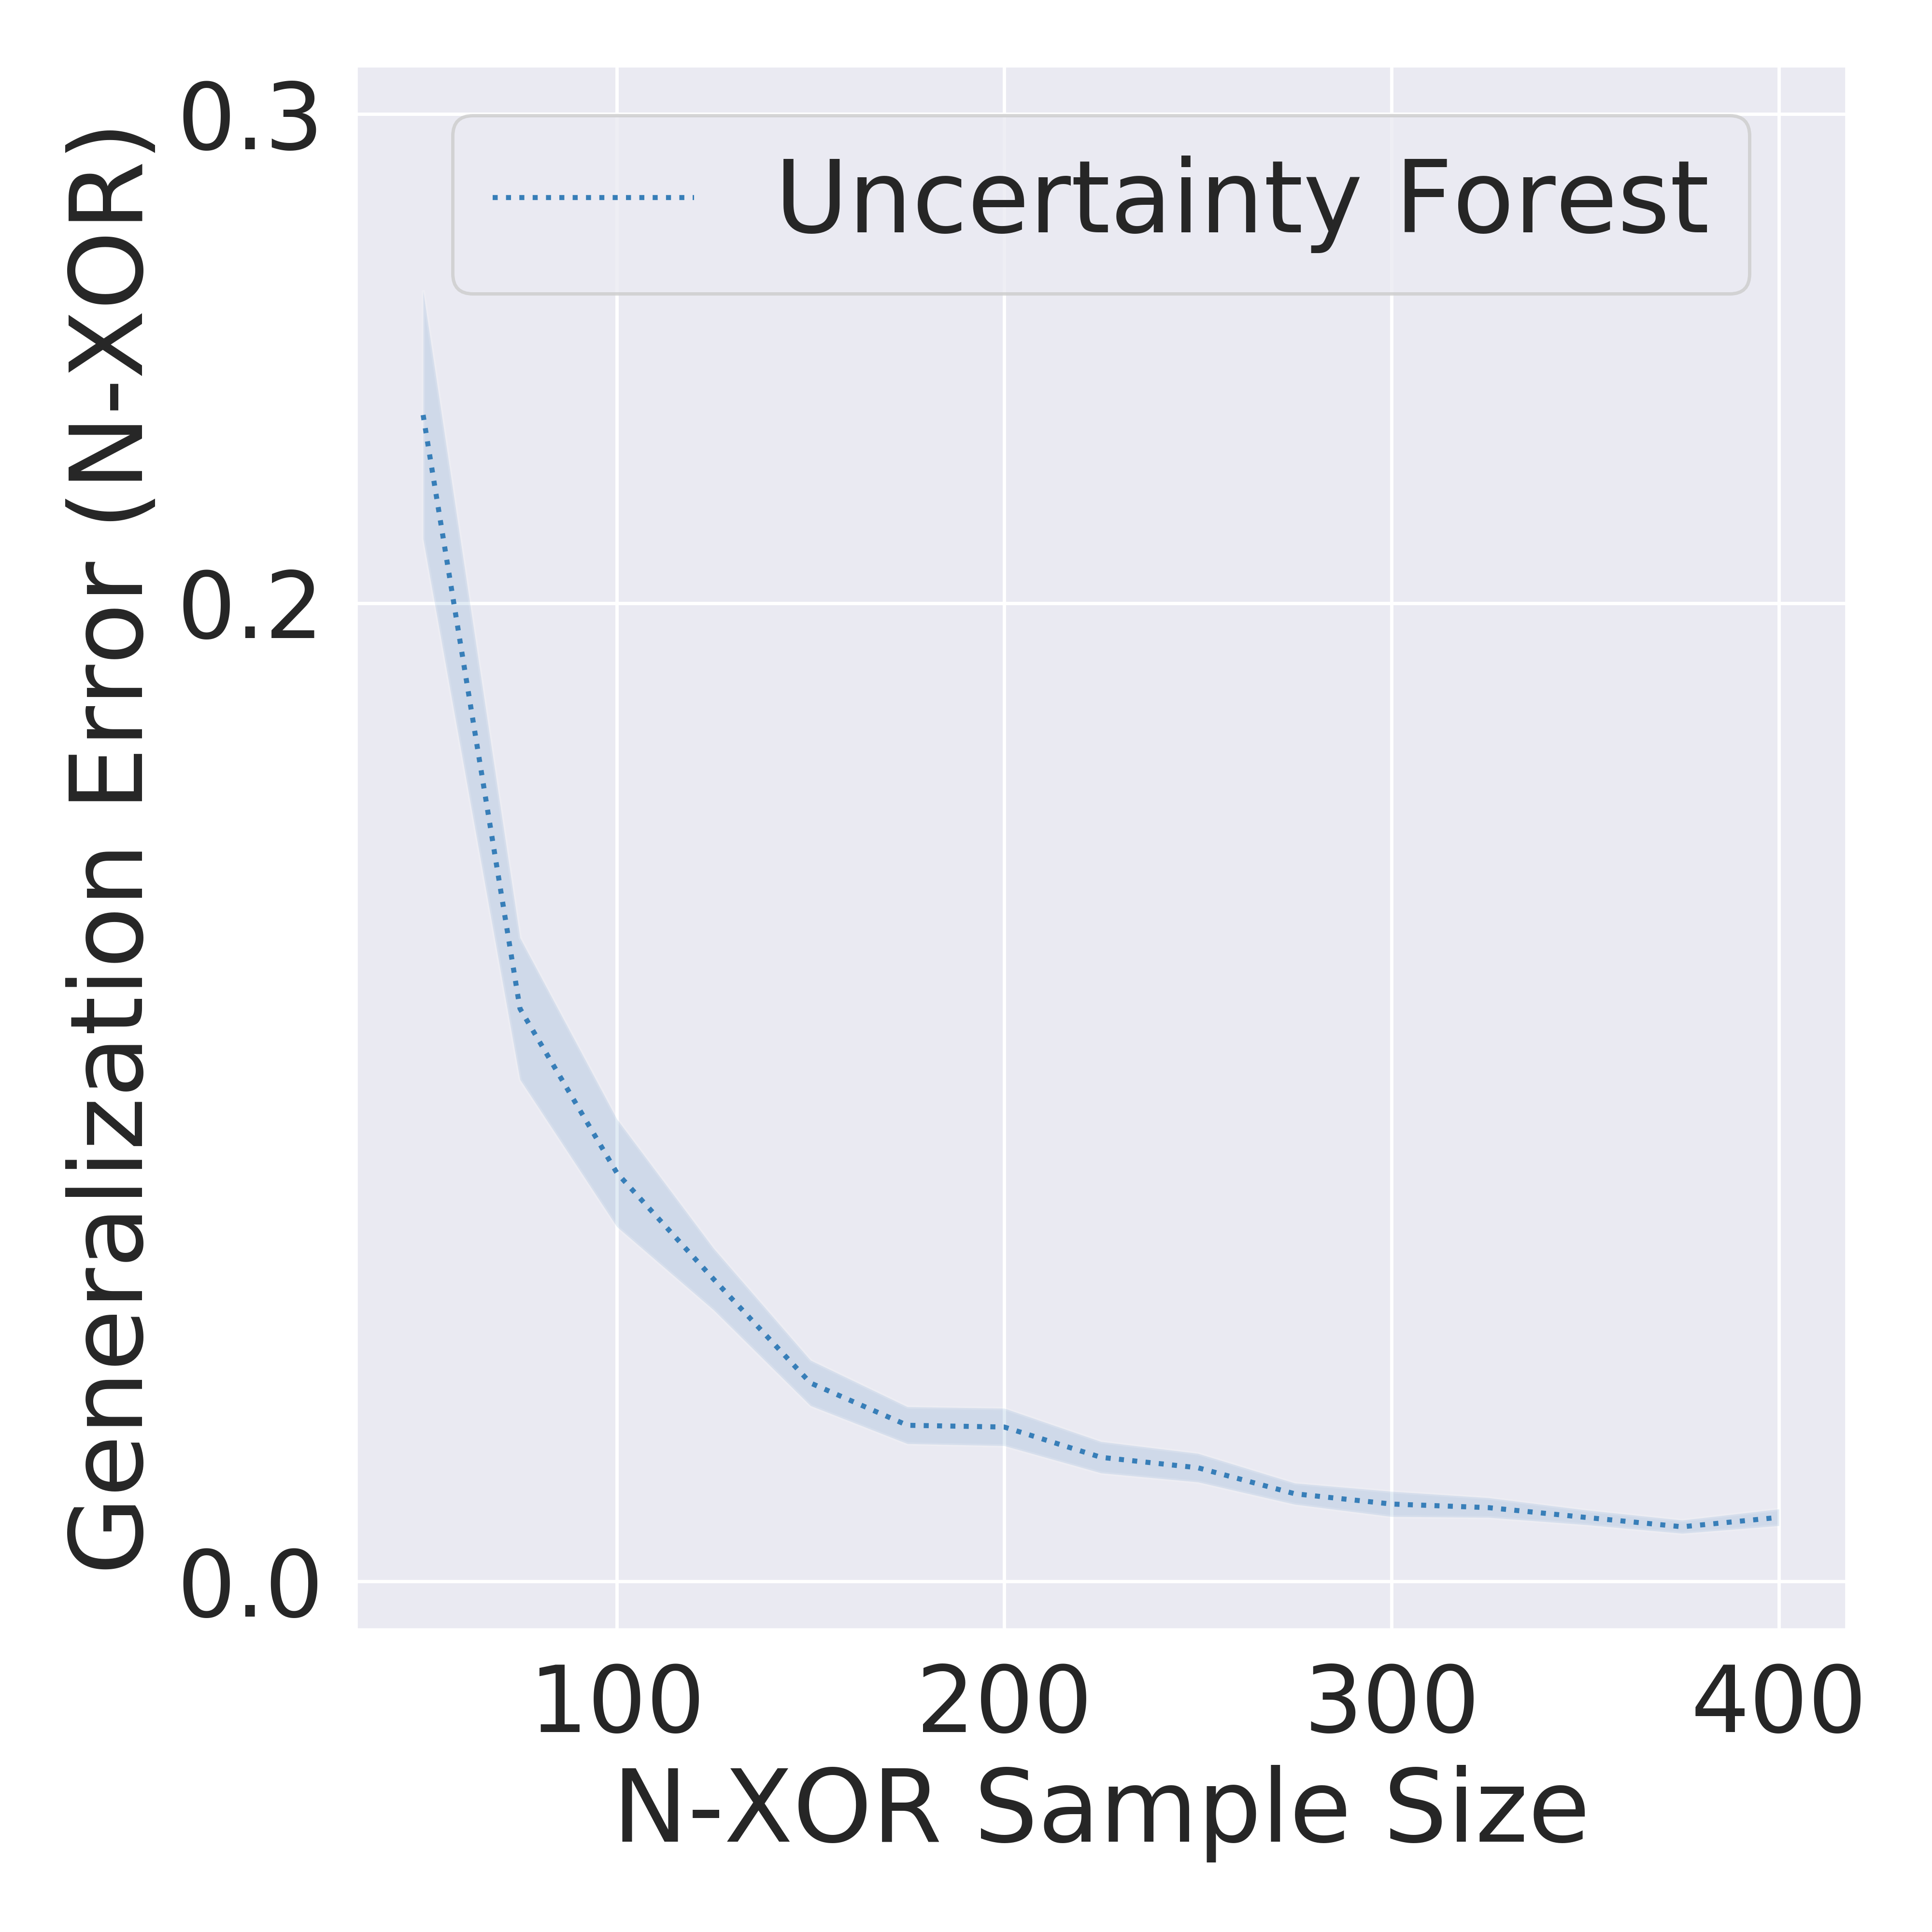 Generalization Error (N-XOR)
0.3
0.2
0.0
Uncertainty Forest
100 200 300 400
N-XOR Sample Size